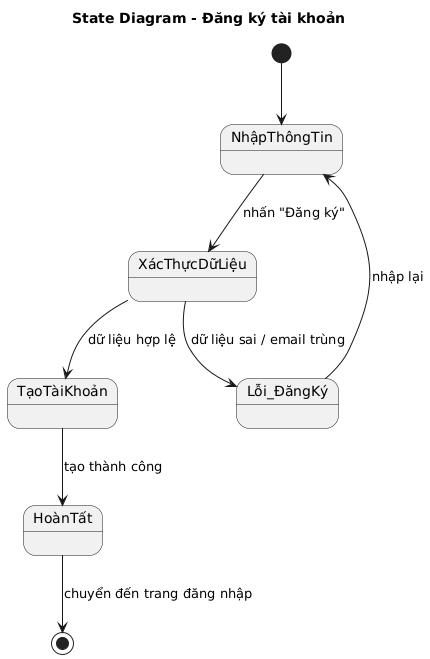 State Diagram - Đăng ký tài khoản
NhậpThôngTin
nhấn "Đăng ký"
XácThựcDữLiệu
nhập lại
dữ liệu hợp lệ
dữ liệu sai / email trùng
TạoTàiKhoản
Lỗi_ĐăngKý
tạo thành công
HoànTất
chuyển đến trang đăng nhập